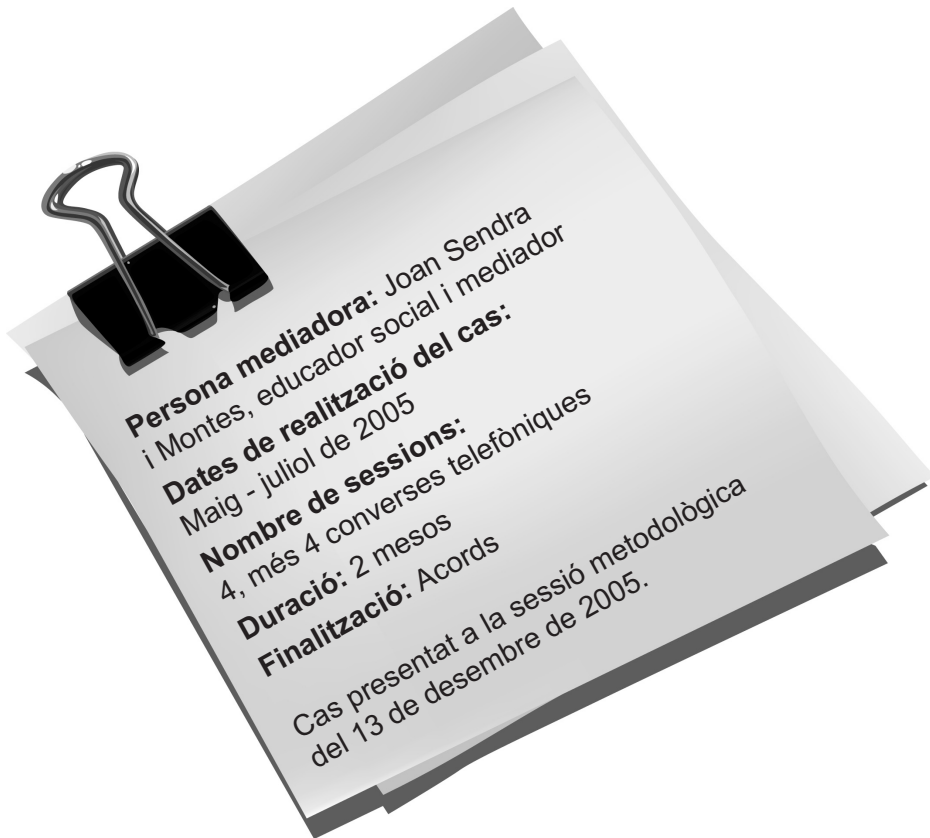 Persona mediadora: Joan Sendra
i Montes, educador social i mediador
Dates de realització del cas:
Maig - juliol de 2005
Nombre de sessions:
4, més 4 converses telefòniques
Duració: 2 mesos
Finalització: Acords
Cas presentat a la sessió metodològica
del 13 de desembre de 2005.